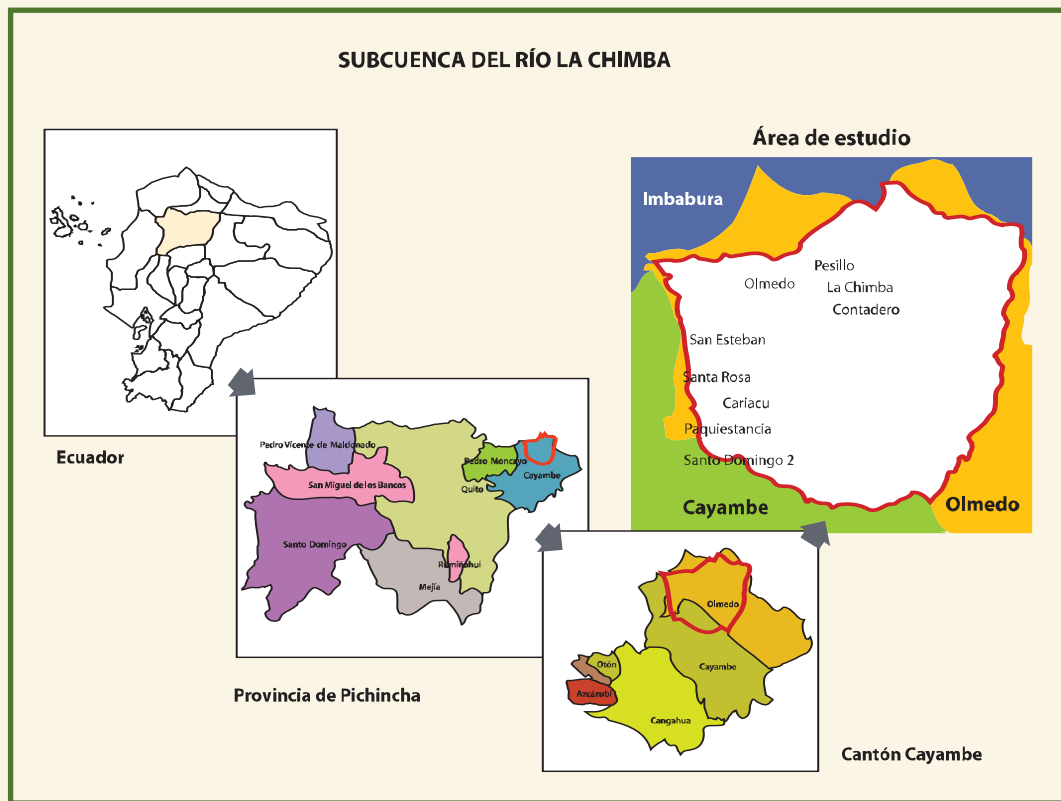 SUBCUENCA DEL RÍO LA CHIMBA
Ecuador
Pedro Vicente de Maldonado
San Miguel de los Bancos
Pedro Moncayo
Cayambe
Quito
Santo Domingo
Rumiñahui
Mejía
Provincia de Pichincha
Área de estudio
Imbabura
Pesillo
Olmedo
La Chimba
Contadero
San Esteban
Santa Rosa
Cariacu
Paquiestancia
Santo Domingo 2
Cayambe
Olmedo
Olmedo
Otón
Cayambe
Azcázubi
Cangahua
Cantón Cayambe